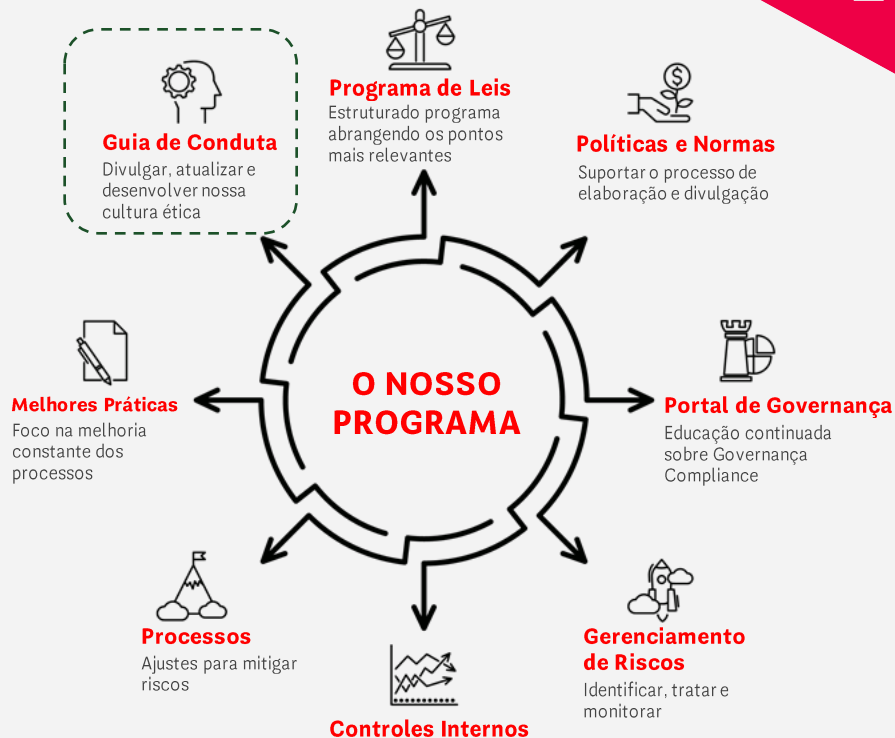 Programa de Leis
Estruturado programa
abrangendo os pontos
mais relevantes
Guia de Conduta
Divulgar, atualizar e
desenvolver nossa
cultura ética
Políticas e Normas
Suportar o processo de
elaboração e divulgação
O NOSSO
PROGRAMA
Melhores Práticas
Foco na melhoria
constante dos
processos
Portal de Governança
Educação continuada
sobre Governança
Compliance
Processos
Ajustes para mitigar
riscos
Gerenciamento
de Riscos
Identificar, tratar e
monitorar
Controles Internos